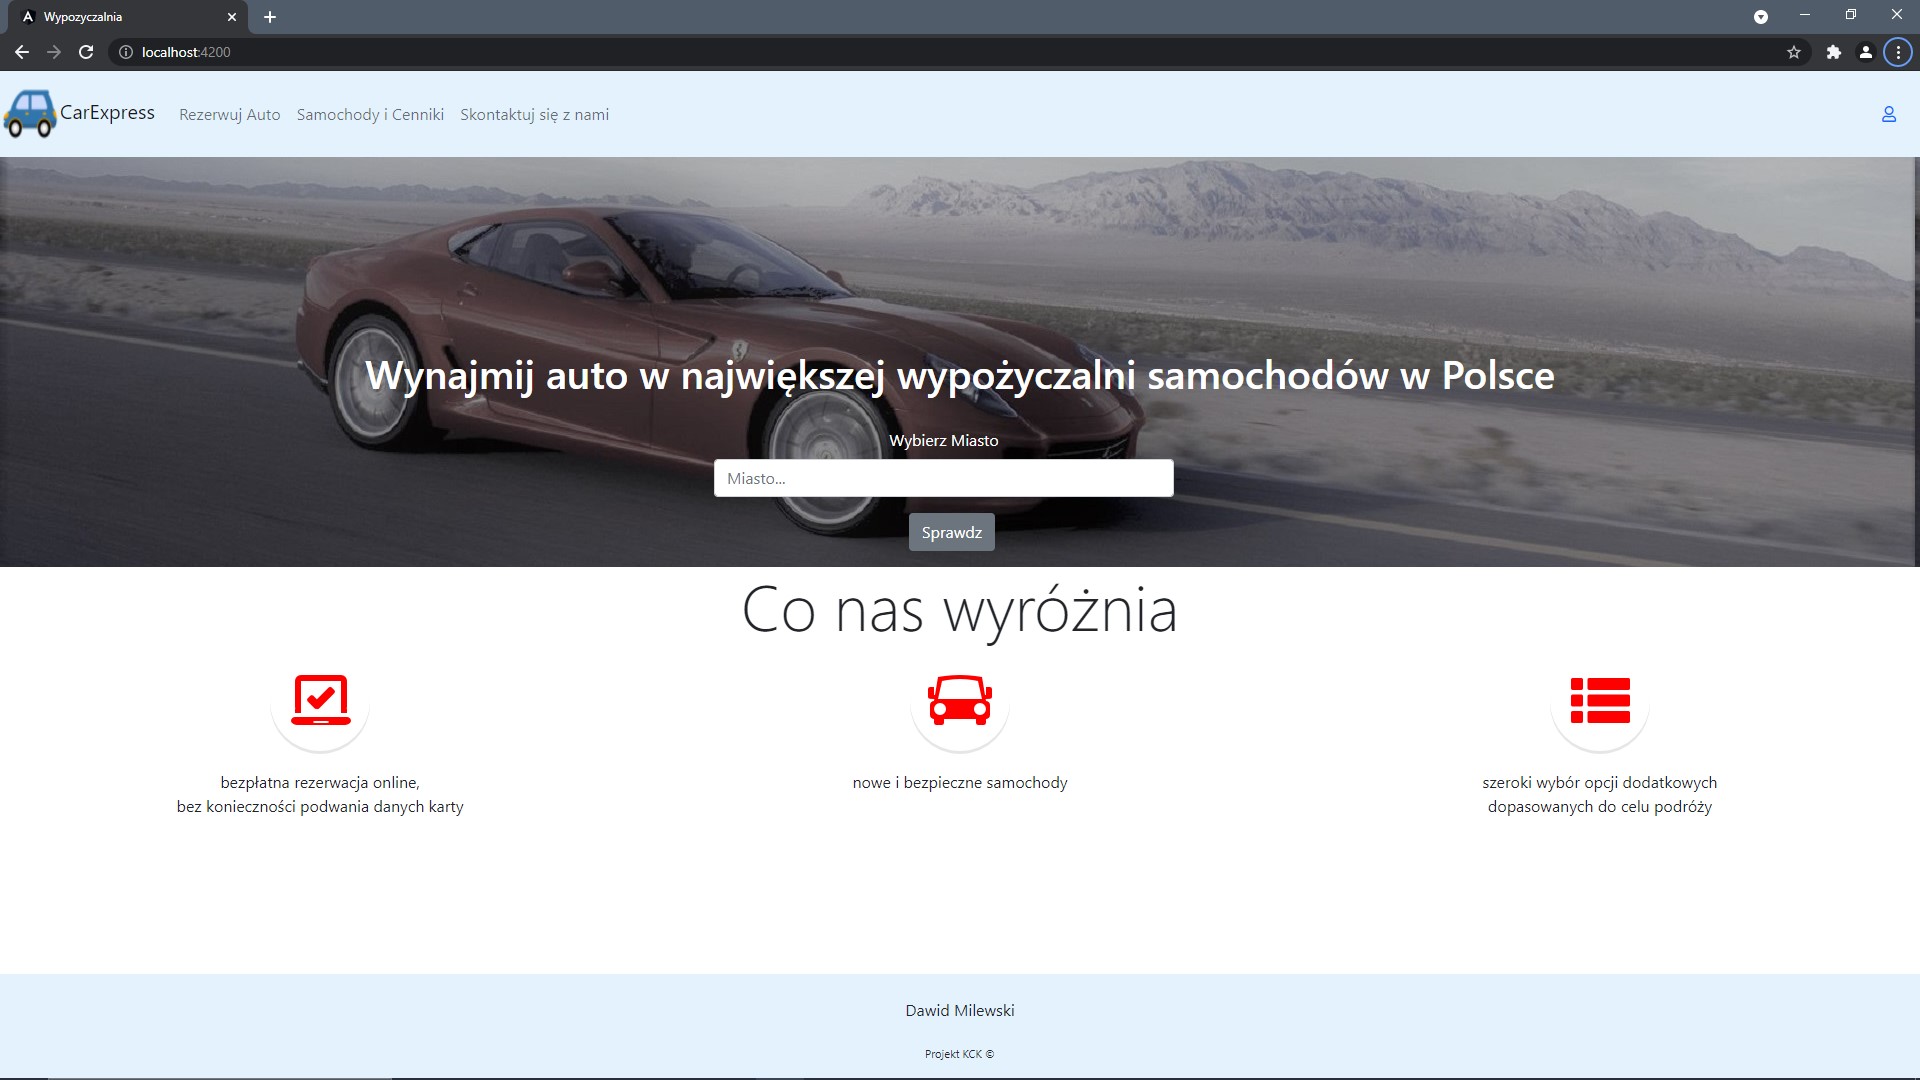 Wypozyczalnia
localhost:4200
CarExpress
Rezerwuj Auto
Samochody i Cenniki
Skontaktuj się z nami
Wynajmij auto w największej wypożyczalni samochodów w Polsce
Wybierz Miasto
Miasto...
Sprawdz
Co nas wyróżnia
bezpłatna rezerwacja online,
bez konieczności podwania danych karty
nowe i bezpieczne samochody
szeroki wybór opcji dodatkowych
dopasowanych do celu podróży
Dawid Milewski
Projekt KCK ©